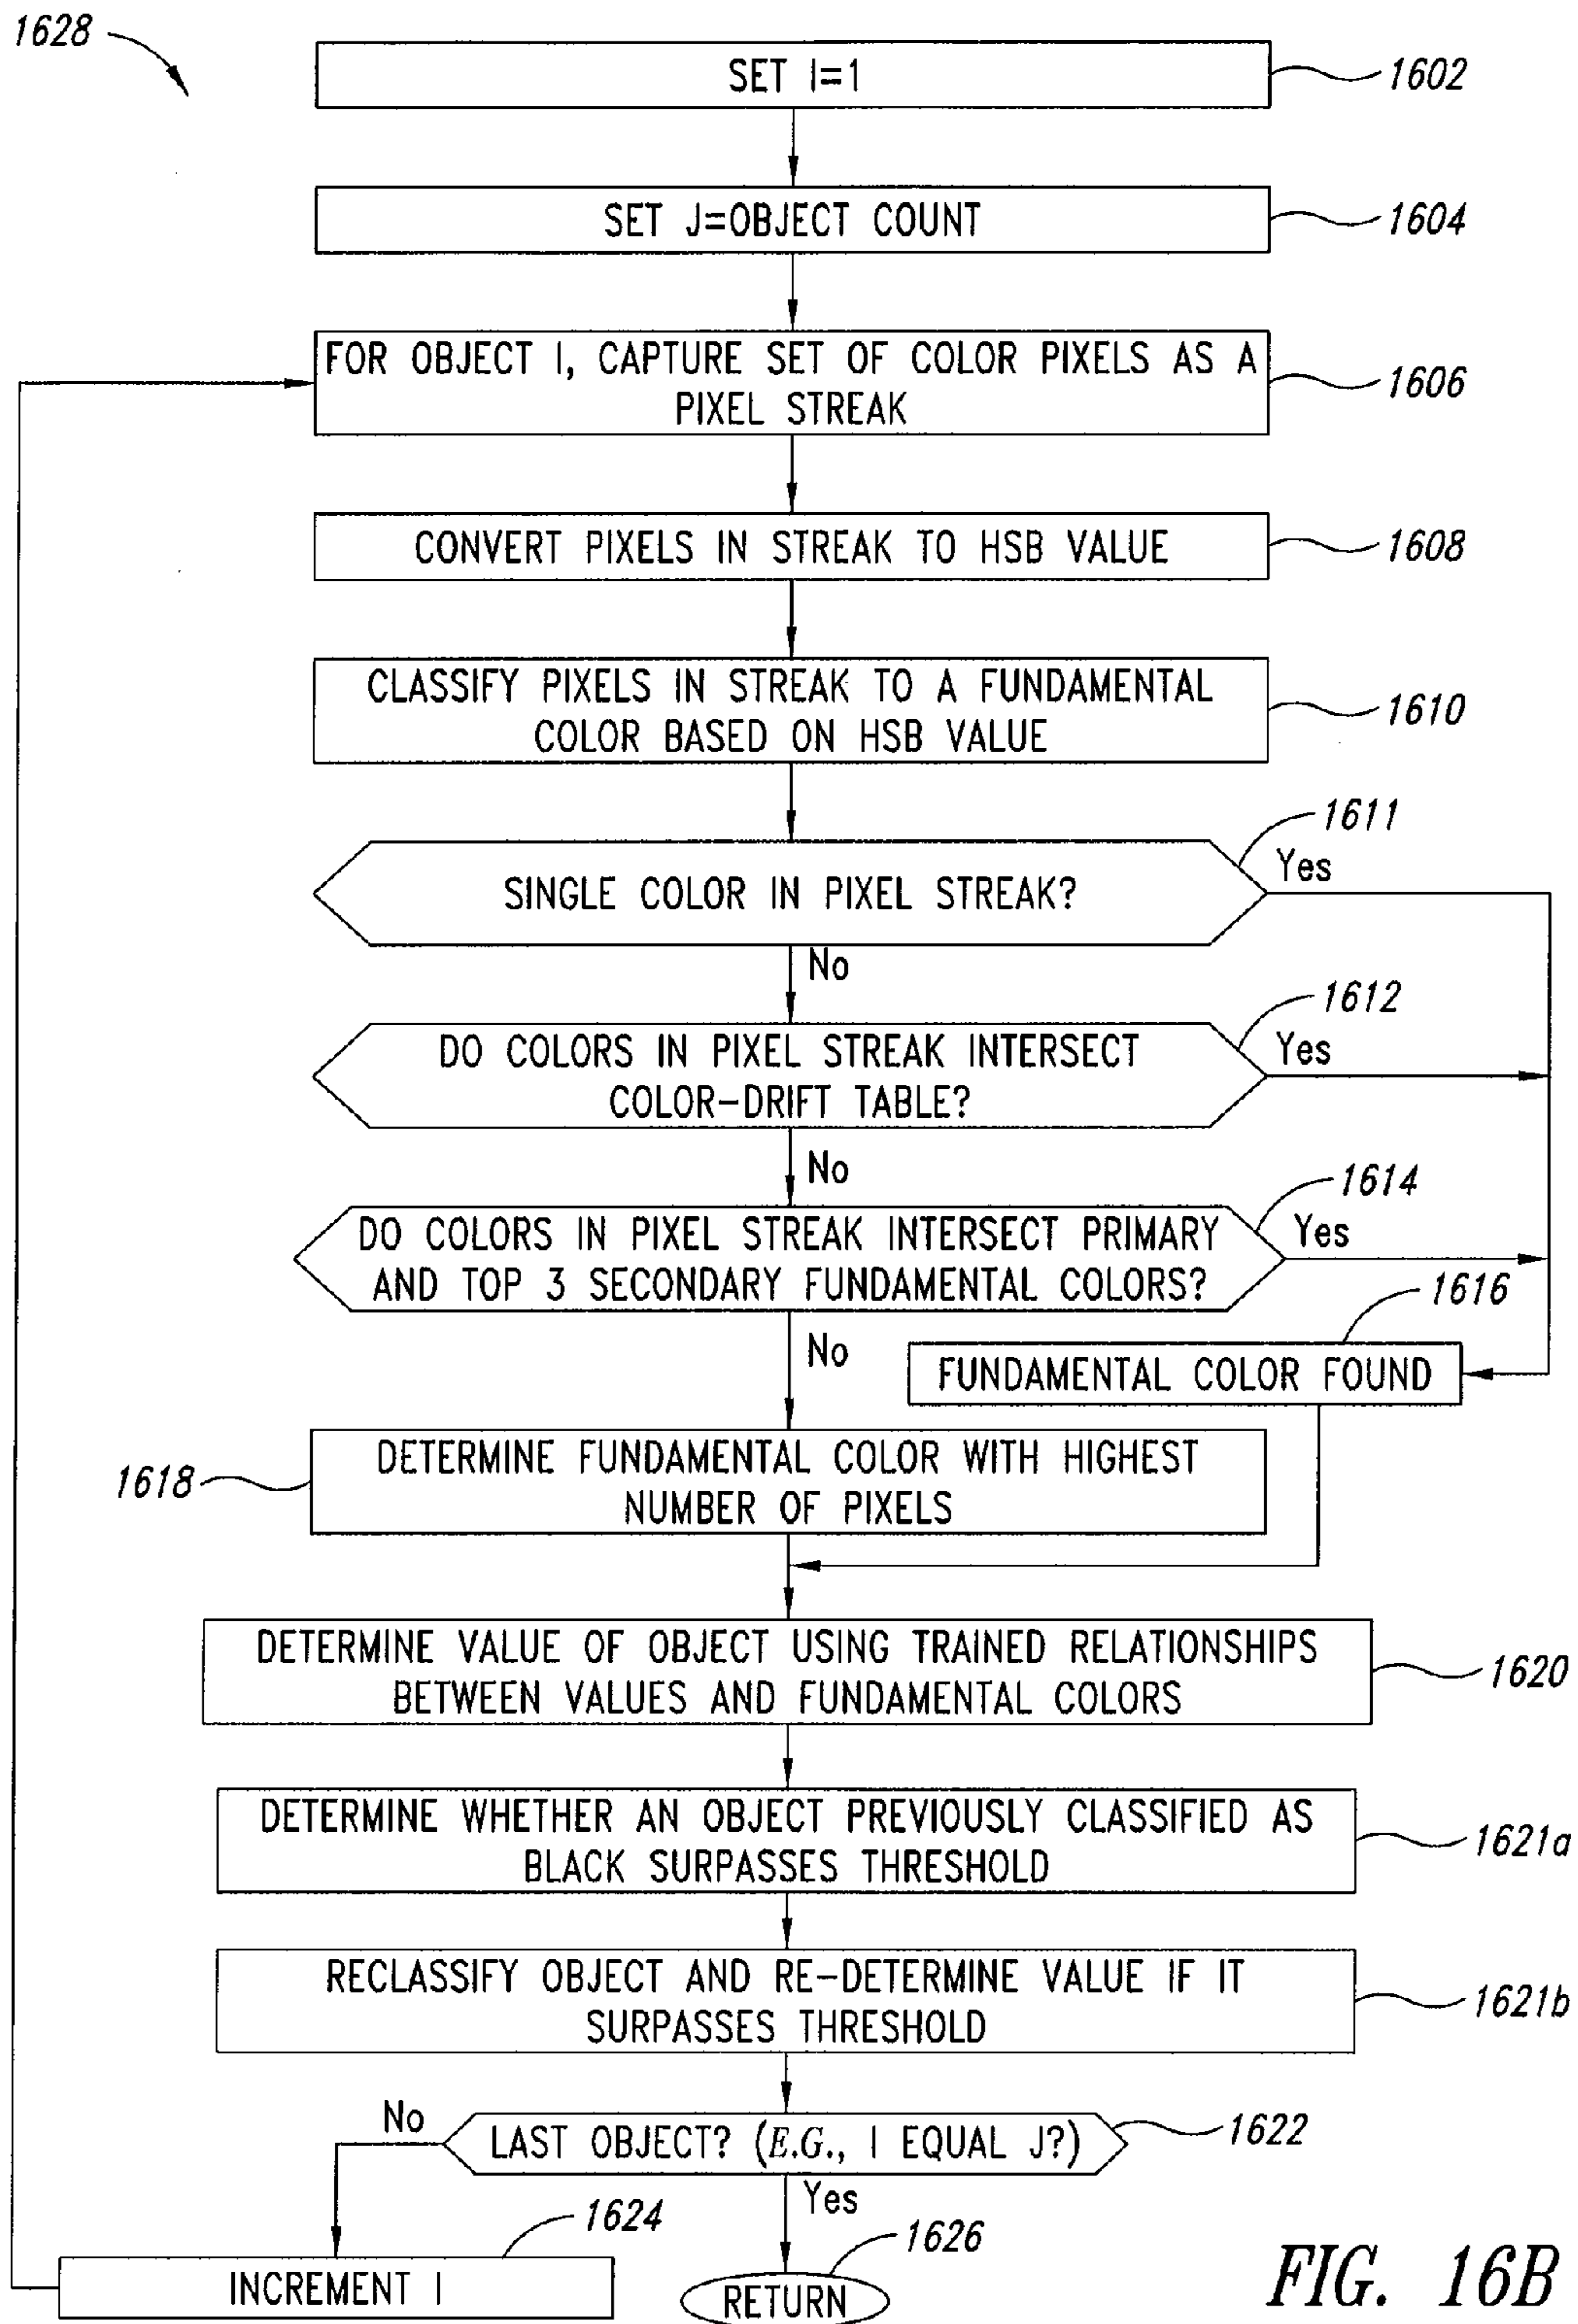 1628
SET I=1
1602
SET J=OBJECT COUNT
1604
FOR OBJECT I, CAPTURE SET OF COLOR PIXELS AS A
PIXEL STREAK
1606
CONVERT PIXELS IN STREAK TO HSB VALUE
1608
CLASSIFY PIXELS IN STREAK TO A FUNDAMENTAL
COLOR BASED ON HSB VALUE
1610
1611
SINGLE COLOR IN PIXEL STREAK?
Yes
No
1612
DO COLORS IN PIXEL STREAK INTERSECT
COLOR-DRIFT TABLE?
Yes
No
1614
DO COLORS IN PIXEL STREAK INTERSECT PRIMARY
AND TOP 3 SECONDARY FUNDAMENTAL COLORS?
Yes
No
1616
FUNDAMENTAL COLOR FOUND
1618
DETERMINE FUNDAMENTAL COLOR WITH HIGHEST
NUMBER OF PIXELS
DETERMINE VALUE OF OBJECT USING TRAINED RELATIONSHIPS
BETWEEN VALUES AND FUNDAMENTAL COLORS
1620
DETERMINE WHETHER AN OBJECT PREVIOUSLY CLASSIFIED AS
BLACK SURPASSES THRESHOLD
1621a
RECLASSIFY OBJECT AND RE-DETERMINE VALUE IF IT
SURPASSES THRESHOLD
1621b
No
LAST OBJECT? (E.G., I EQUAL J?)
1622
Yes
1624
INCREMENT I
1626
RETURN
FIG. 16B